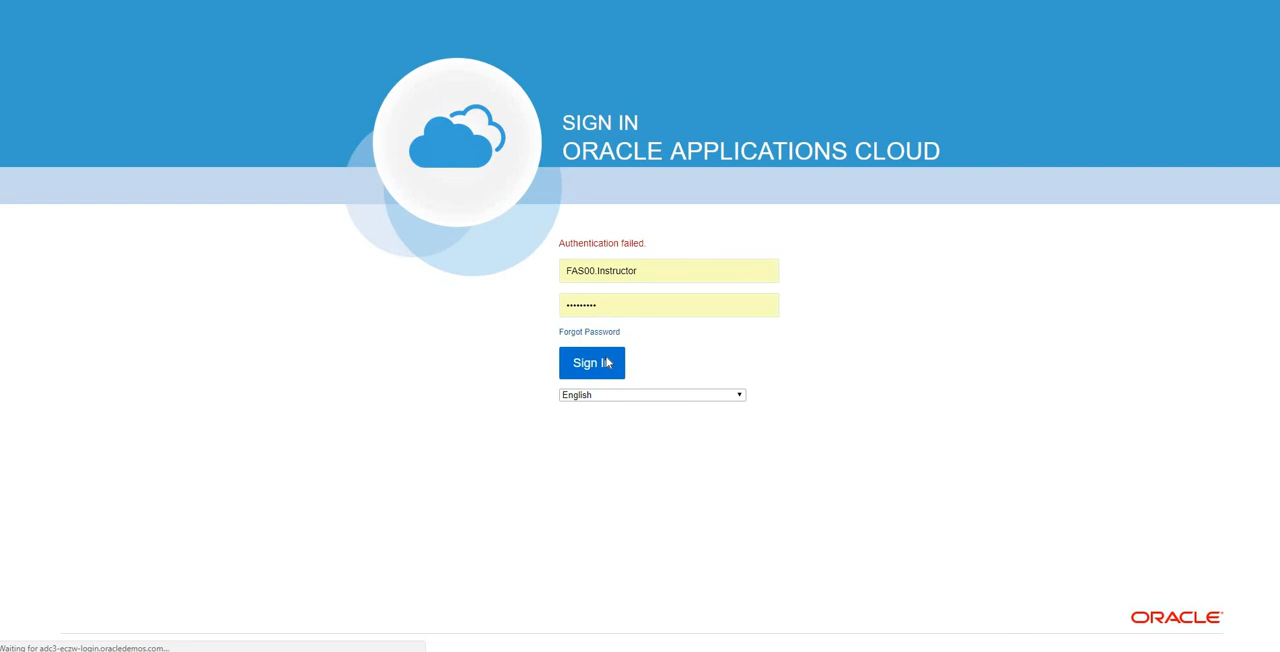 SIGN IN
ORACLE APPLICATIONS CLOUD
Authentication failed.
FAS00.Instructor
•••••••••
Forgot Password
Sign In
English
ORACLE
Waiting for adc3-eczw-login.oracledemos.com...